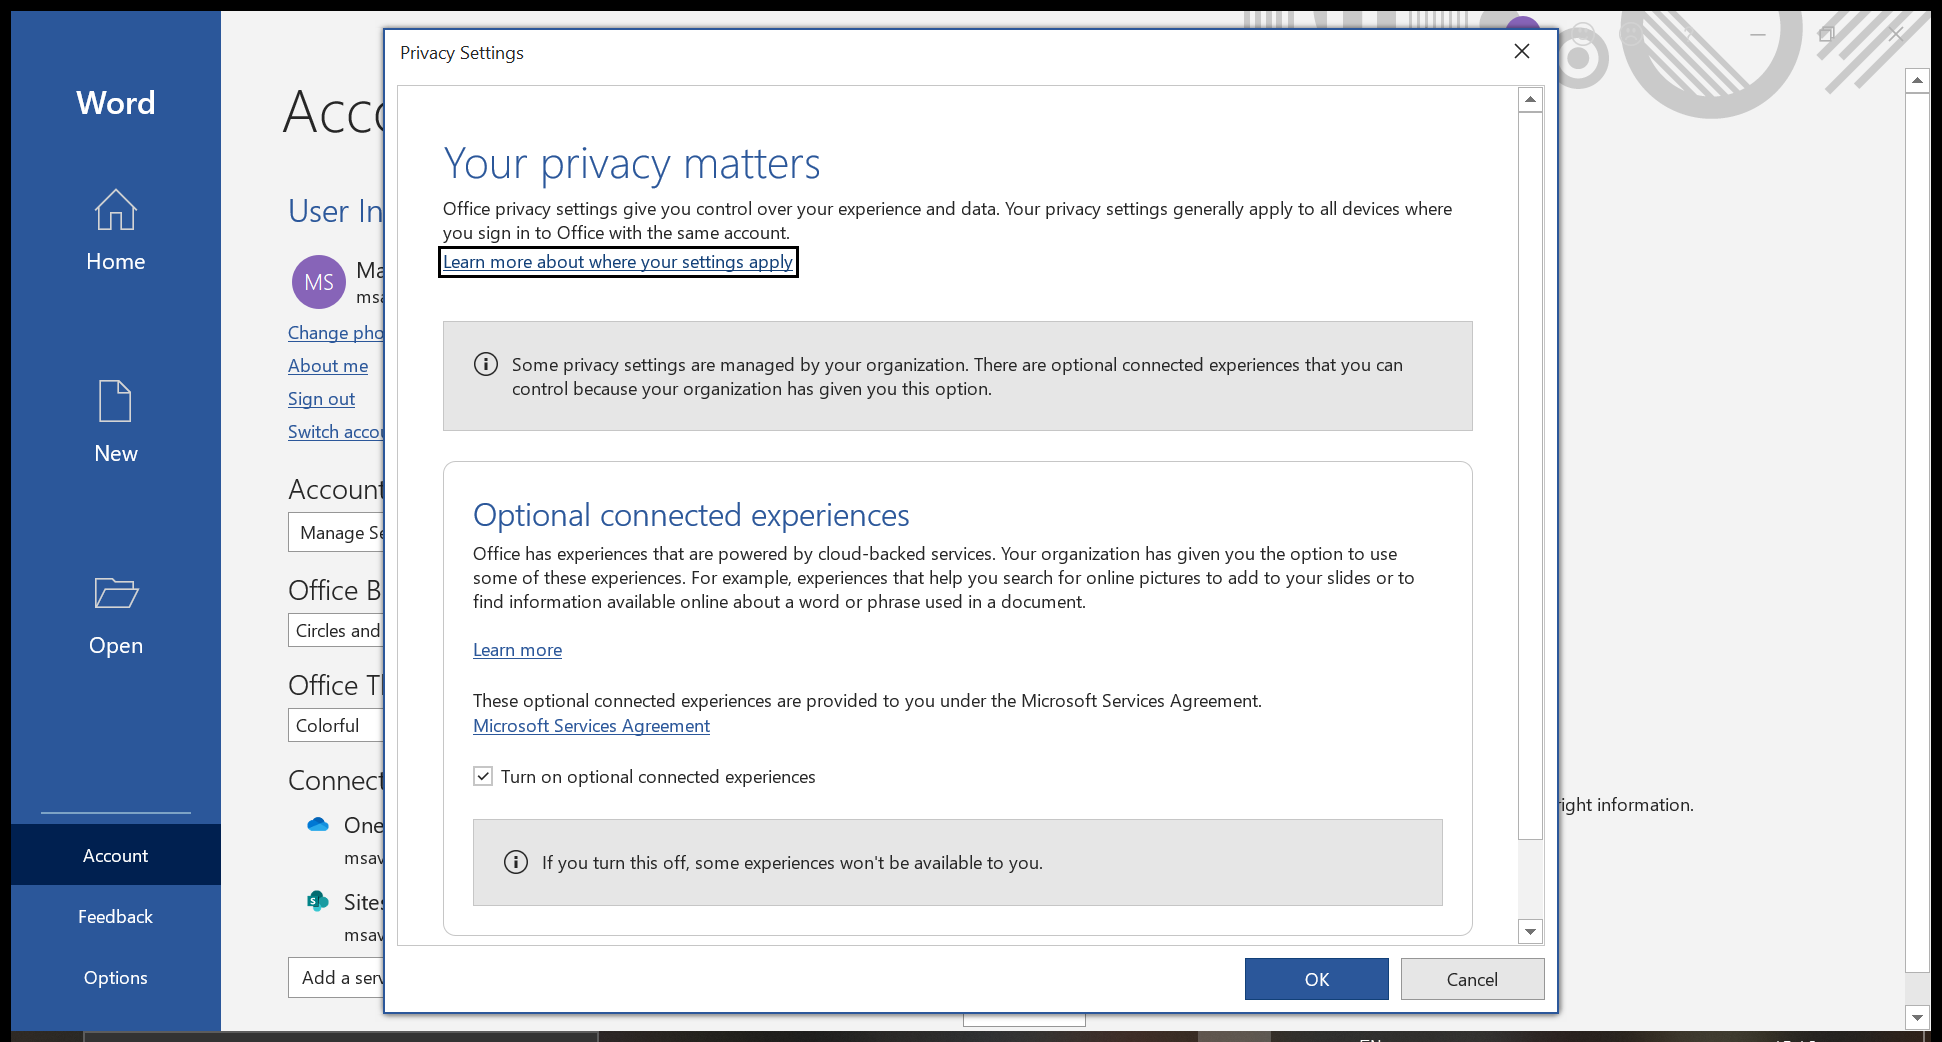 Word
Home
New
Open
Account
Feedback
Options
User In
MS
Change pho
About me
Sign out
Switch accou
Account
Manage Se
Office B
Circles and
Colorful
Connect
One
msav
Sites
msav
Add a serv
right information.
Privacy Settings
Your privacy matters
Office privacy settings give you control over your experience and data. Your privacy settings generally apply to all devices where
you sign in to Office with the same account.
Learn more about where your settings apply
Some privacy settings are managed by your organization. There are optional connected experiences that you can
control because your organization has given you this option.
Optional connected experiences
Office has experiences that are powered by cloud-backed services. Your organization has given you the option to use
some of these experiences. For example, experiences that help you search for online pictures to add to your slides or to
find information available online about a word or phrase used in a document.
Learn more
These optional connected experiences are provided to you under the Microsoft Services Agreement.
Microsoft Services Agreement
Turn on optional connected experiences
If you turn this off, some experiences won't be available to you.
OK
Cancel